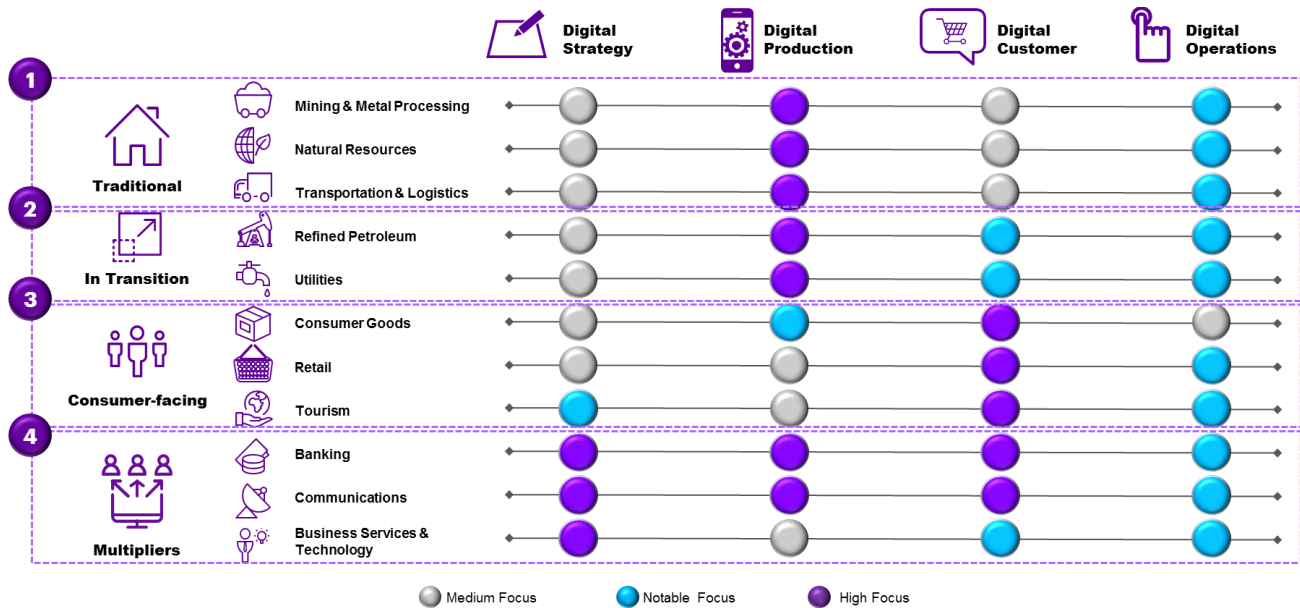 Digital
Strategy
Digital
Production
Digital
Customer
Digital
Operations
1
Traditional
Mining & Metal Processing
Natural Resources
Transportation & Logistics
2
In Transition
Refined Petroleum
Utilities
3
Consumer-facing
Consumer Goods
Retail
Tourism
4
Multipliers
Banking
Communications
Business Services &
Technology
Medium Focus
Notable Focus
High Focus